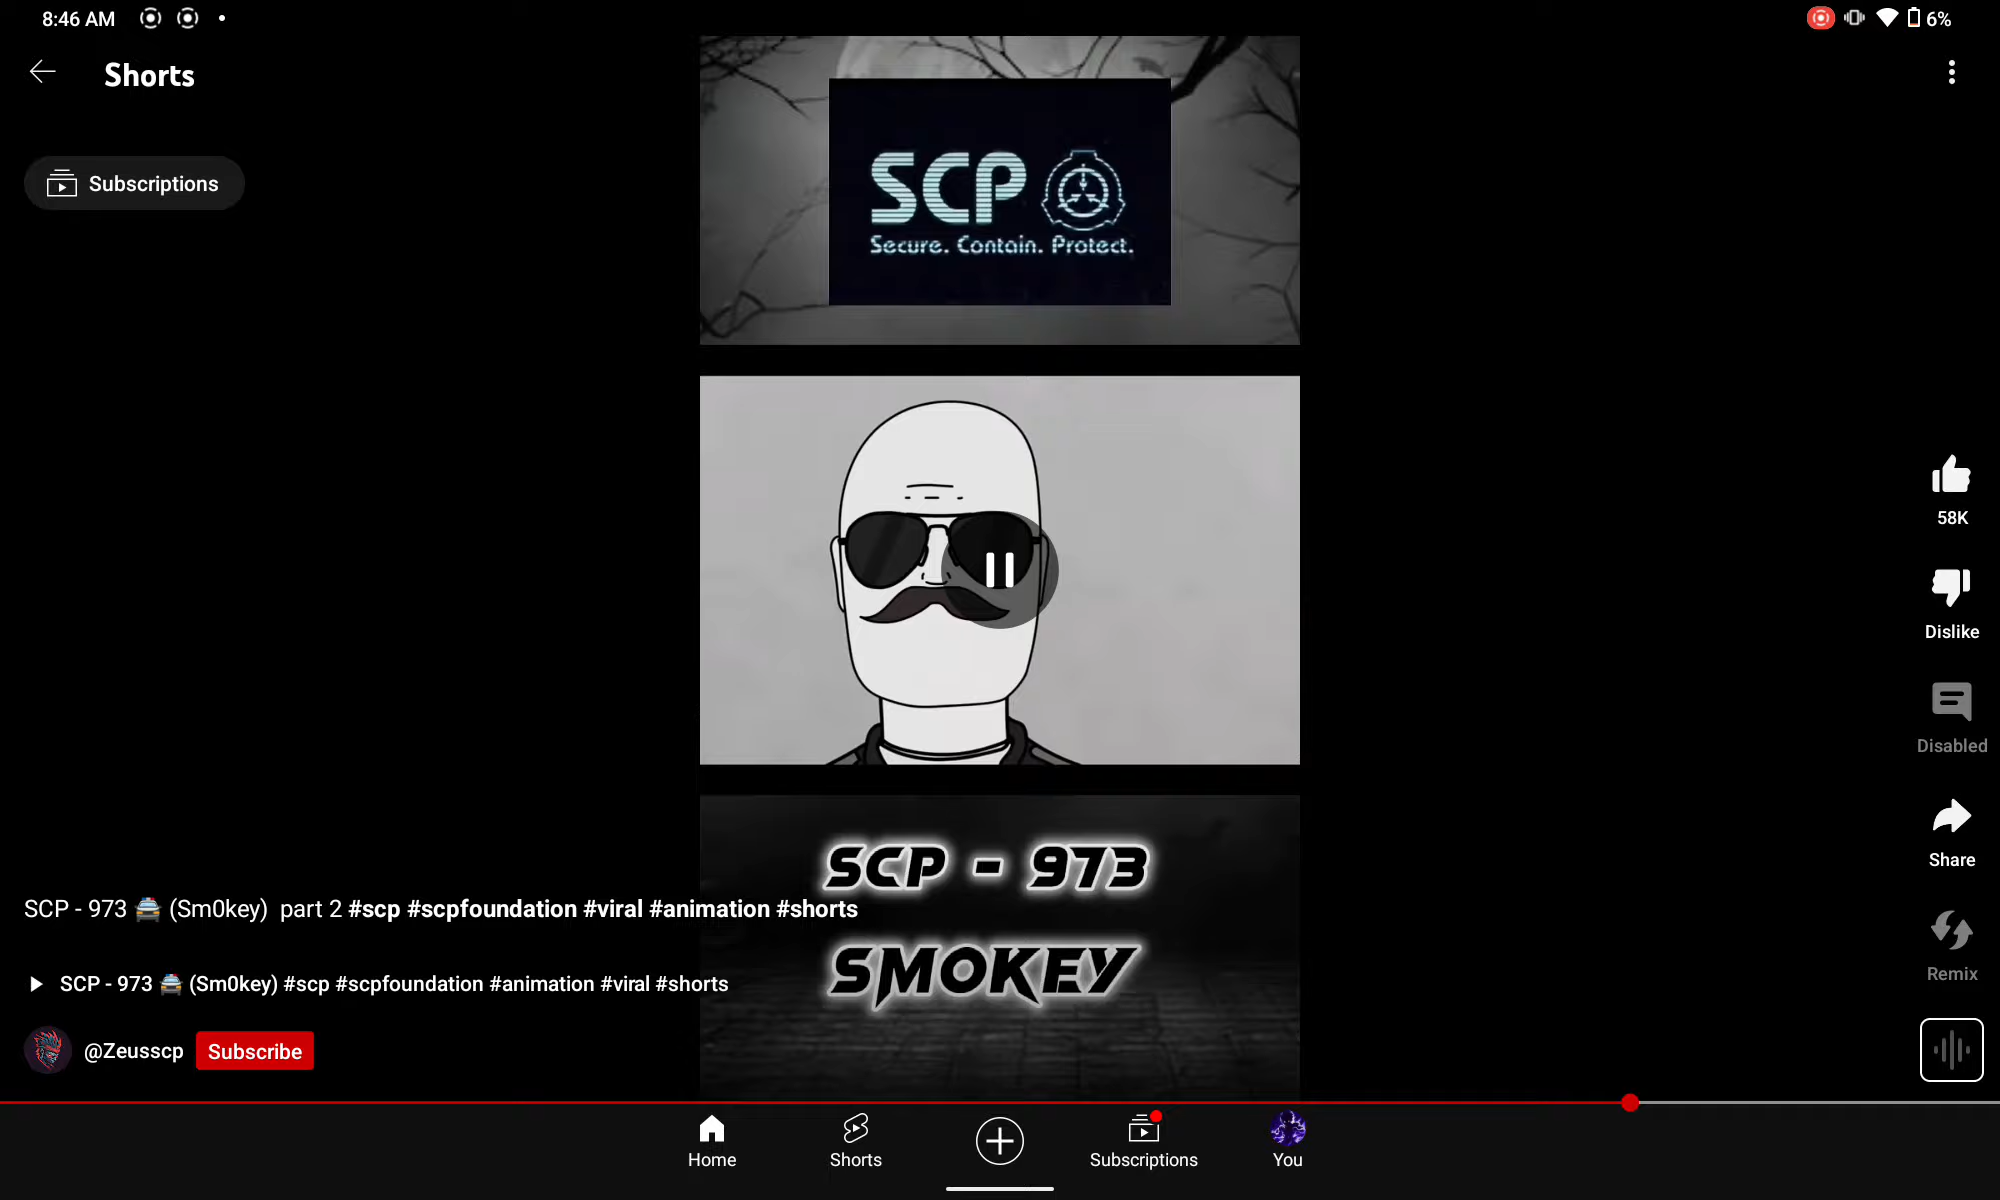 8:46 AM
6%
Shorts
Subscriptions
SCP
Secure. Contain. Protect.
58K
Dislike
Disabled
Share
Remix
SCP - 973
SMOKEY
SCP - 973 🚔 (Sm0key) part 2 #scp #scpfoundation #viral #animation #shorts
SCP - 973 🚔 (Sm0key) #scp #scpfoundation #animation #viral #shorts
@Zeusscp
Subscribe
Home
Shorts
Subscriptions
You